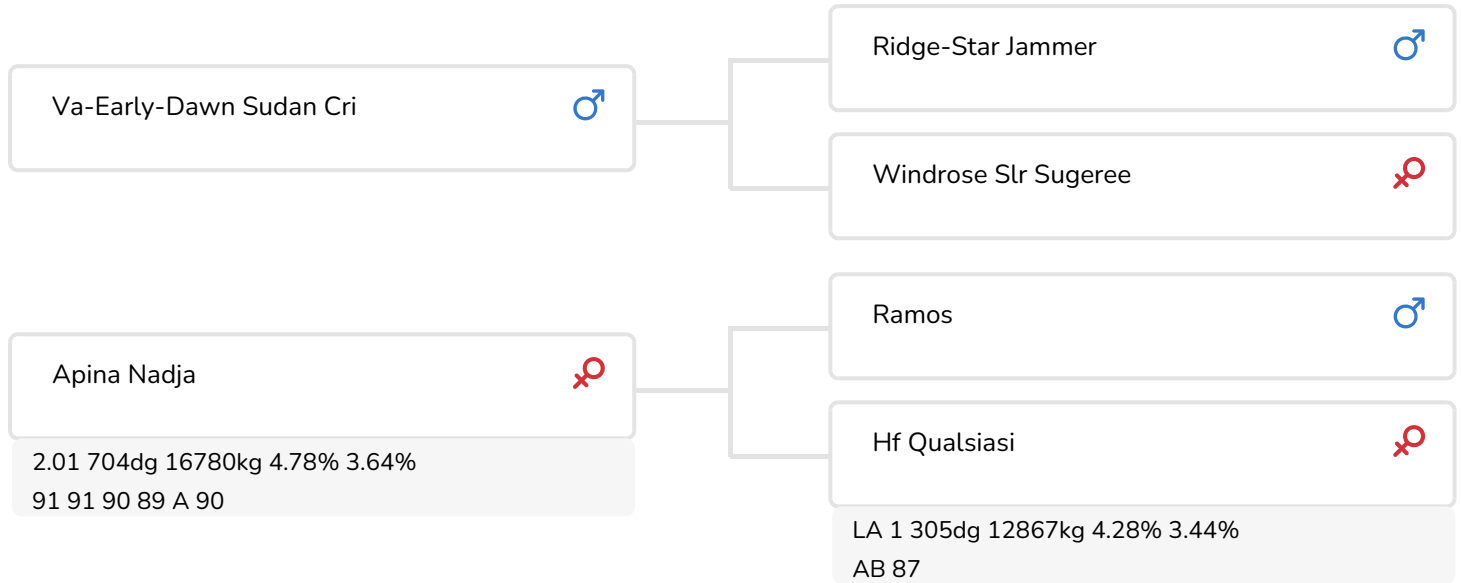 Va-Early-Dawn Sudan Cri
Ridge-Star Jammer
Windrose Slr Sugeree
Apina Nadja
2.01 704dg 16780kg 4.78% 3.64%
91 91 90 89 A 90
Ramos
Hf Qualsiasi
LA 1 305dg 12867kg 4.28% 3.44%
AB 87